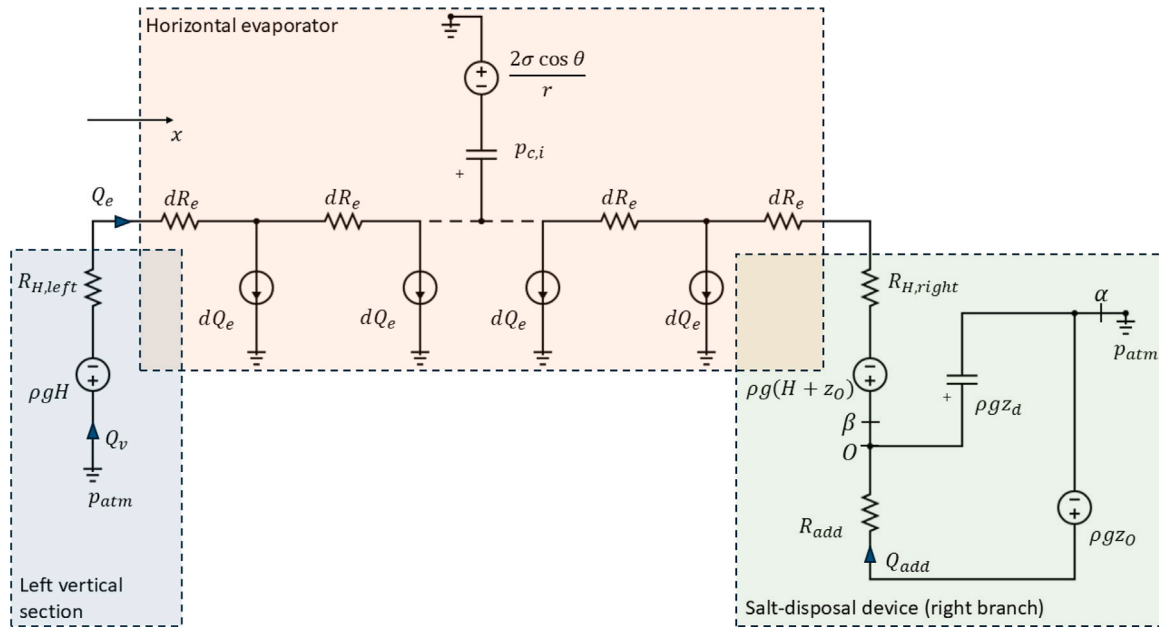 Horizontal evaporator
2σ cos θ
r
x
p_{c,i}
+
−
+
Q_e
dR_e
dR_e
dR_e
dR_e
R_{H,left}
dQ_e
dQ_e
dQ_e
dQ_e
R_{H,right}
α
p_{atm}
ρgH
−
+
ρg(H + z_O)
−
+
+
ρgz_d
β
O
Q_v
p_{atm}
R_{add}
−
+
ρgz_O
Q_{add}
Left vertical
section
Salt-disposal device (right branch)